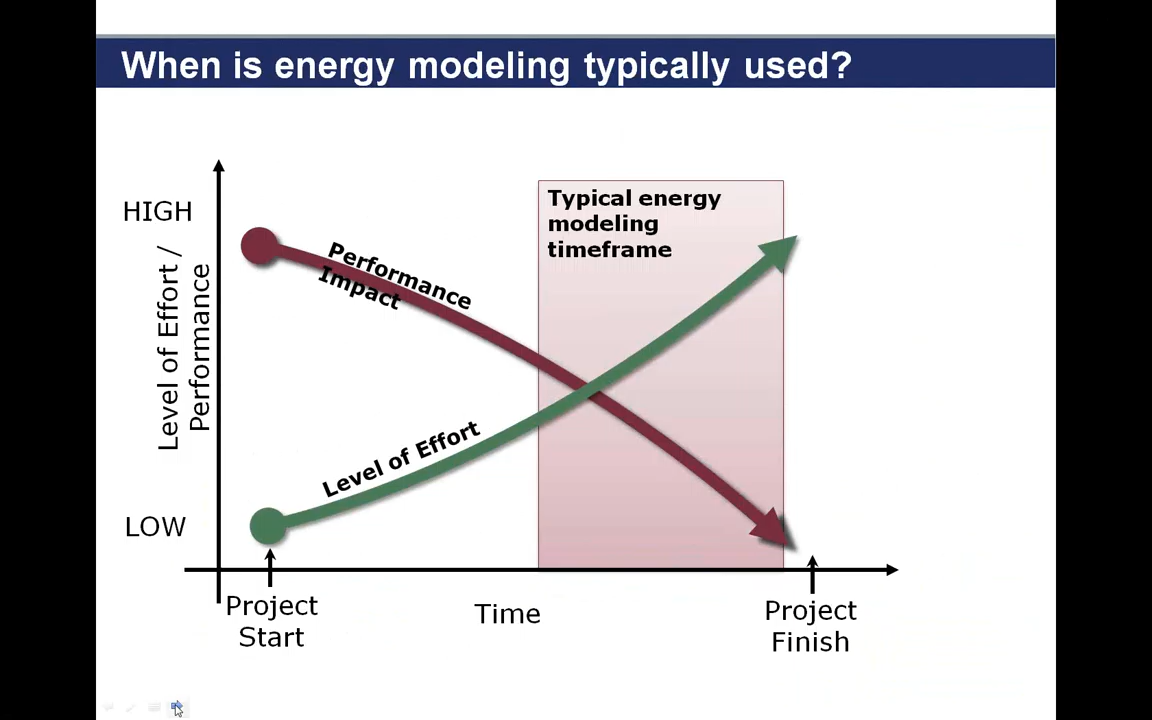 When is energy modeling typically used?
HIGH
Level of Effort /
Performance
LOW
Performance
Impact
Level of Effort
Typical energy
modeling
timeframe
Project
Start
Time
Project
Finish